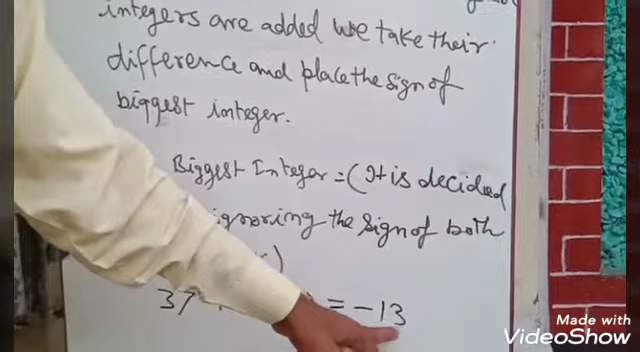 integers are added we take their
difference and place the sign of
biggest integer.
Biggest Integer = (It is decided
ignoring the sign of both
)
37 = -13
Made with
VideoShow